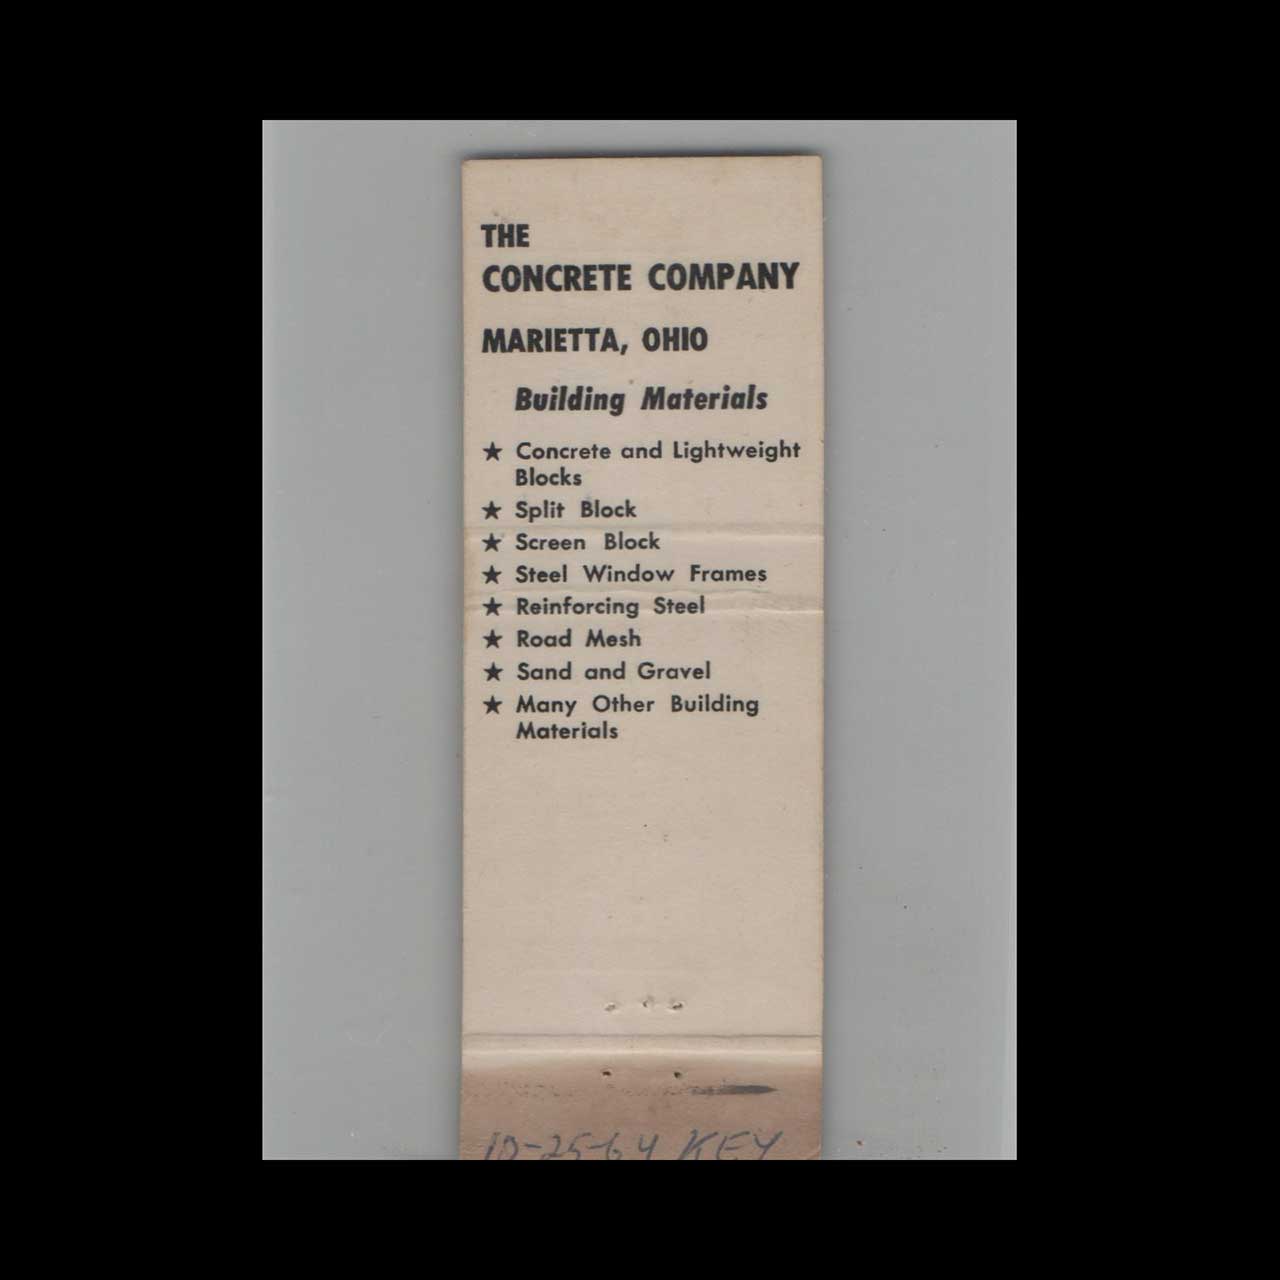 THE
CONCRETE COMPANY
MARIETTA, OHIO
Building Materials
★ Concrete and Lightweight
Blocks
★ Split Block
★ Screen Block
★ Steel Window Frames
★ Reinforcing Steel
★ Road Mesh
★ Sand and Gravel
★ Many Other Building
Materials
10-25-64 KEY